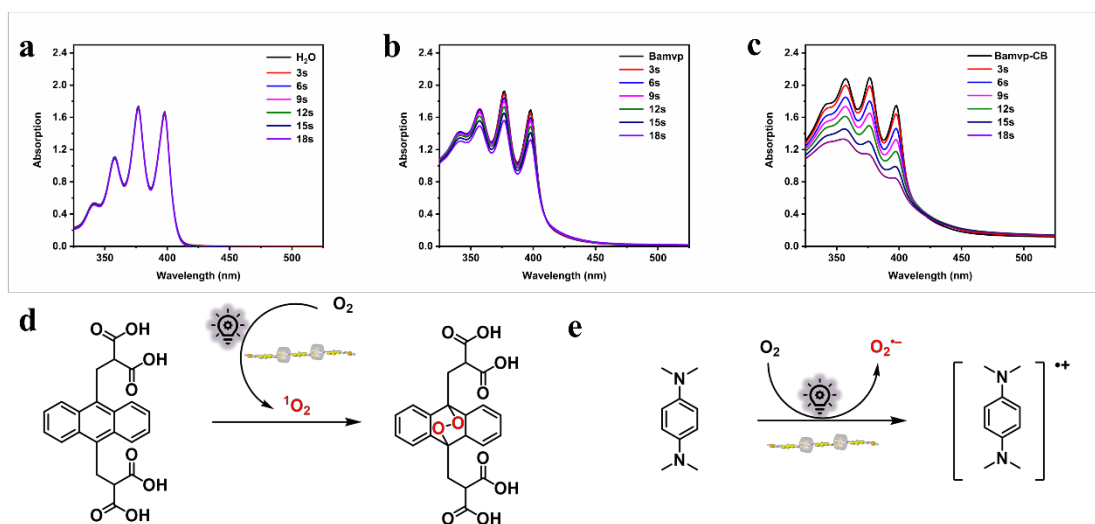 a
2.4
2.0
1.6
1.2
0.8
0.4
0.0
Absorption
350 400 450 500
Wavelength (nm)
H₂O
3s
6s
9s
12s
15s
18s
b
2.4
2.0
1.6
1.2
0.8
0.4
0.0
Absorption
350 400 450 500
Wavelength (nm)
Bamvp
3s
6s
9s
12s
15s
18s
c
2.4
2.0
1.6
1.2
0.8
0.4
0.0
Absorption
350 400 450 500
Wavelength (nm)
Bamvp-CB
3s
6s
9s
12s
15s
18s
d
O OH
OH
O
O
OH
O OH
O₂
¹O₂
O OH
OH
O
O
O
O
OH
O OH
e
N
N
O₂
O₂•−
N
N
•+